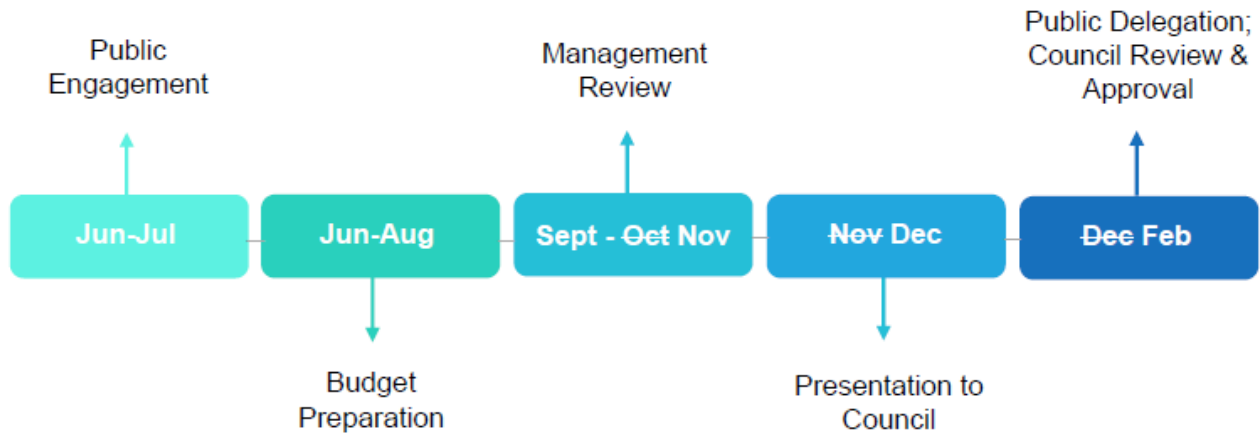 Public
Engagement
Management
Review
Public Delegation;
Council Review &
Approval
Jun-Jul
Jun-Aug
Sept - Oct Nov
Nov Dec
Dec Feb
Budget
Preparation
Presentation to
Council